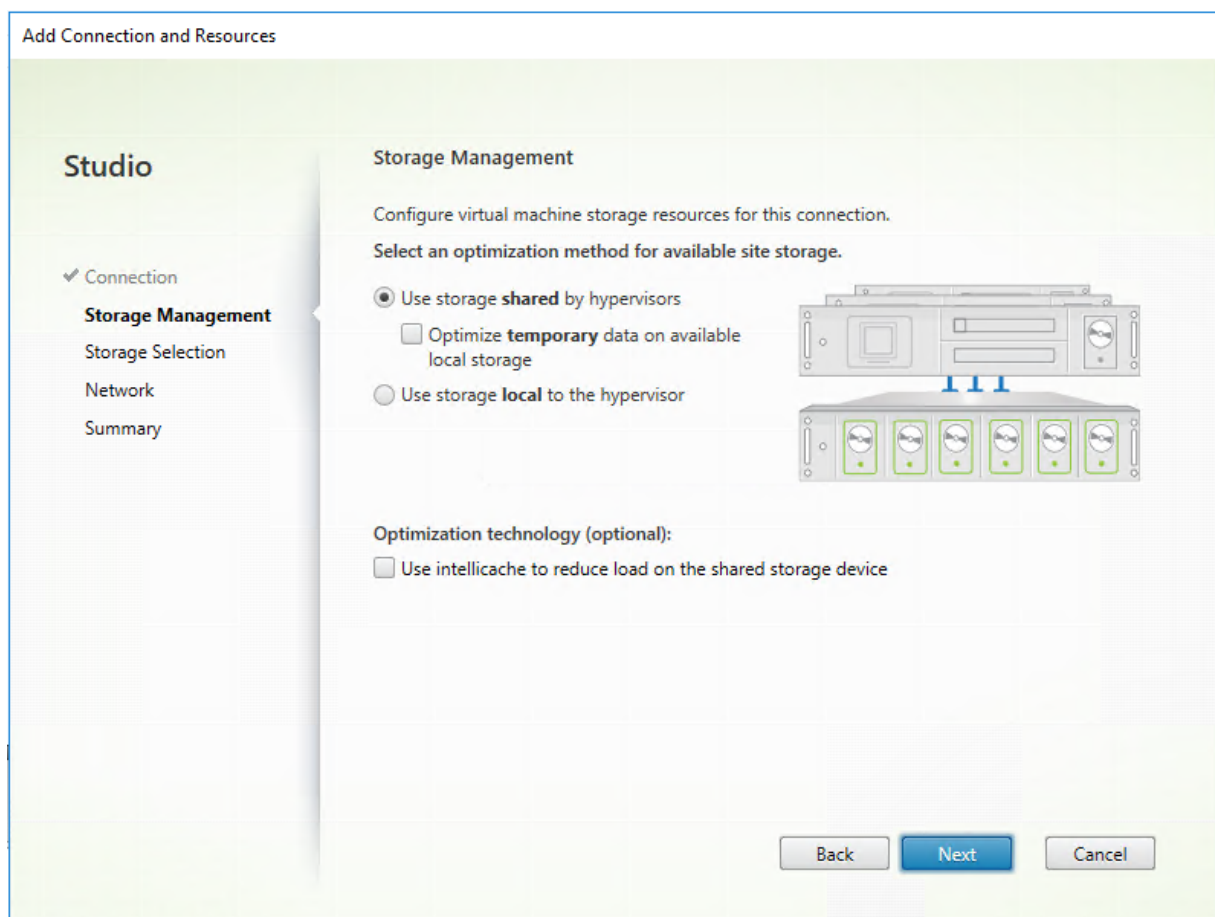 Add Connection and Resources
Studio
Connection
Storage Management
Storage Selection
Network
Summary
Storage Management
Configure virtual machine storage resources for this connection.
Select an optimization method for available site storage.
Use storage shared by hypervisors
Optimize temporary data on available
local storage
Use storage local to the hypervisor
Optimization technology (optional):
Use intellicache to reduce load on the shared storage device
Back
Next
Cancel